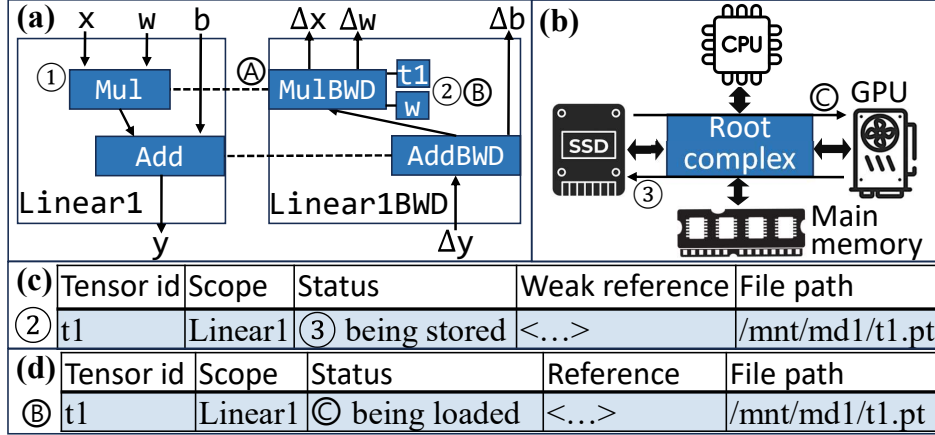 (a)
x w b
① Mul
Add
Linear1
y
Δx Δw Δb
Ⓐ MulBWD t1 ② Ⓑ
w
AddBWD
Linear1BWD
Δy
(b)
CPU
Ⓒ GPU
SSD
Root
complex
③
Main
memory
(c) Tensor id Scope Status Weak reference File path
② t1 Linear1 ③ being stored <...> /mnt/md1/t1.pt
(d) Tensor id Scope Status Reference File path
Ⓑ t1 Linear1 Ⓒ being loaded <...> /mnt/md1/t1.pt